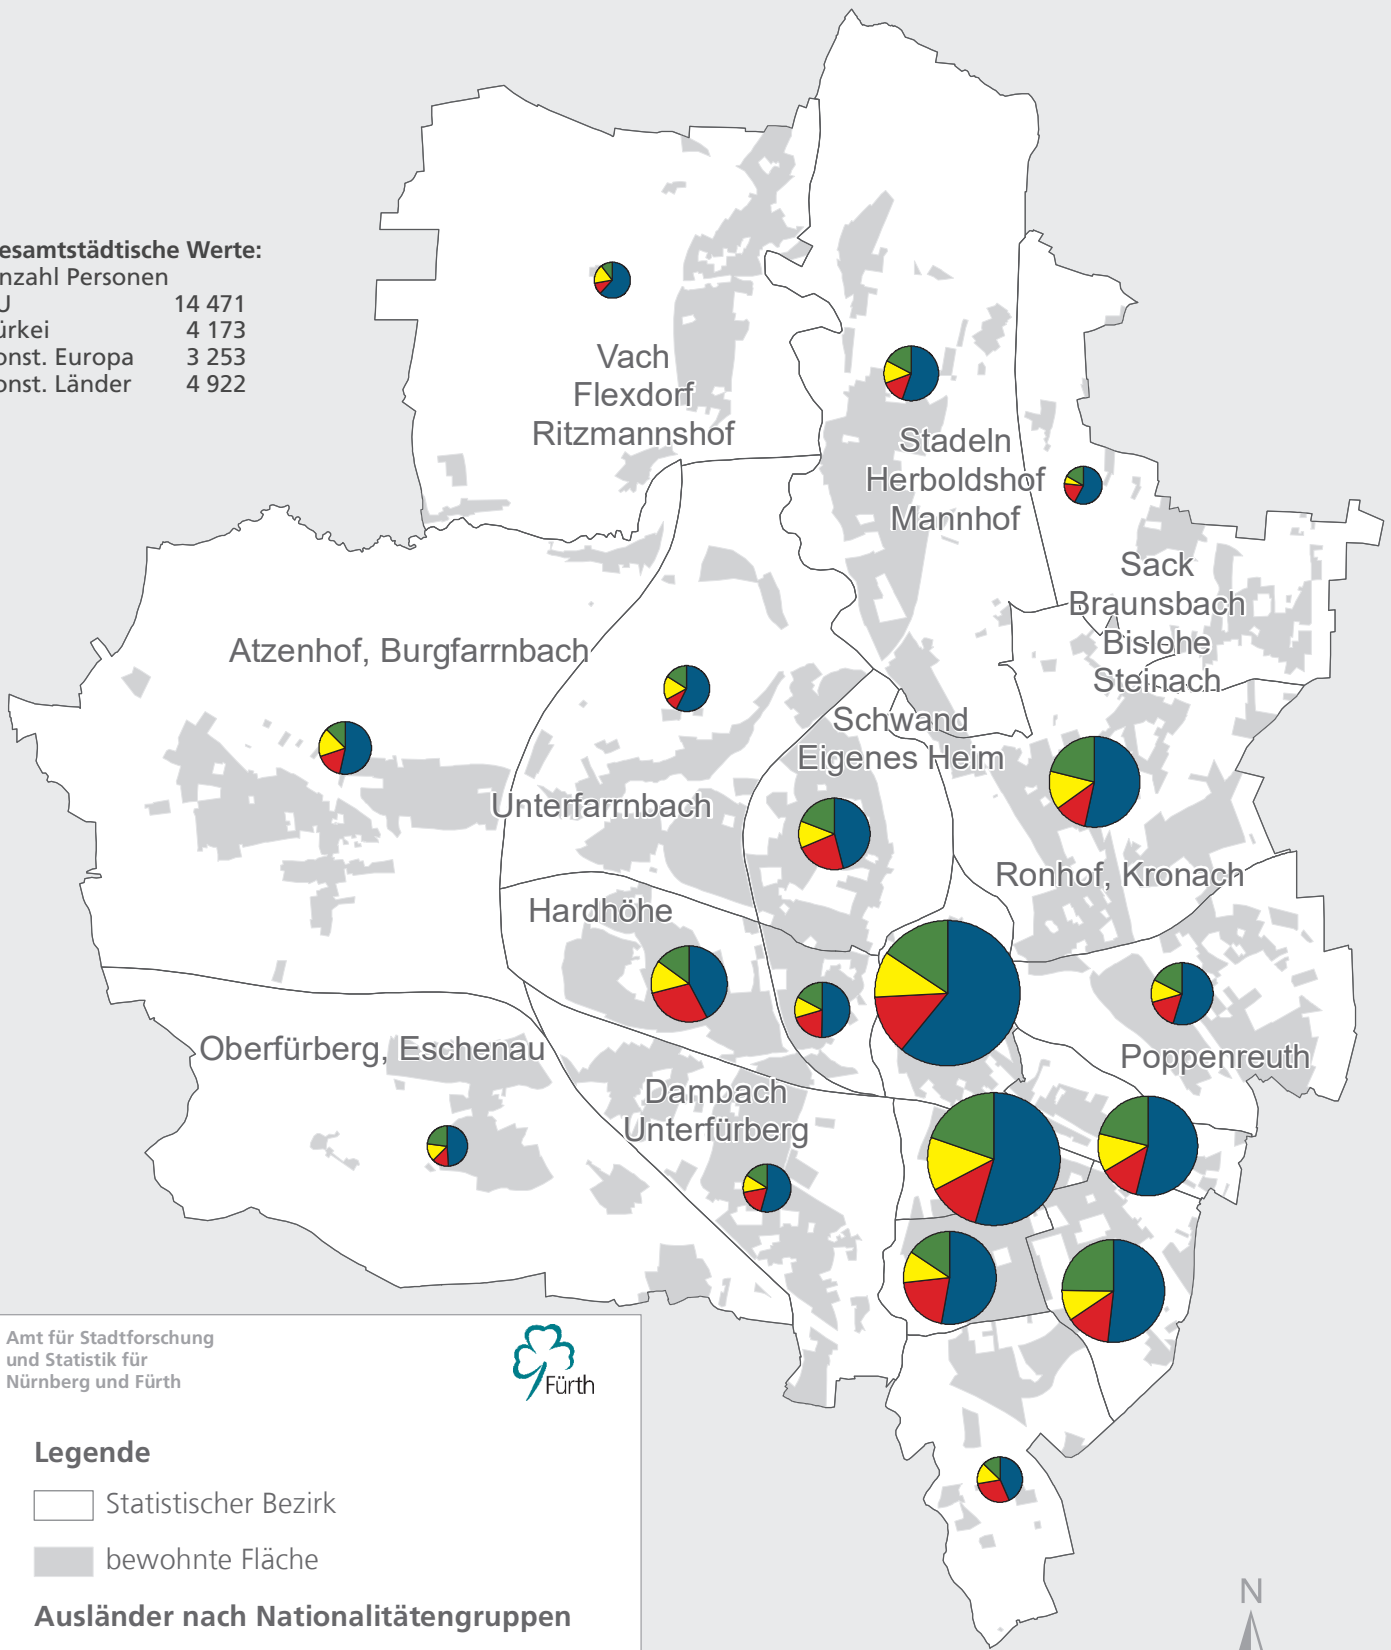 esamtstädtische Werte:
nzahl Personen
U 14 471
ürkei 4 173
onst. Europa 3 253
onst. Länder 4 922
Vach
Flexdorf
Ritzmannshof
Stadeln
Herboldshof
Mannhof
Sack
Braunsbach
Bislohe
Steinach
Atzenhof, Burgfarrnbach
Schwand
Eigenes Heim
Unterfarrnbach
Ronhof, Kronach
Hardhöhe
Oberfürberg, Eschenau
Poppenreuth
Dambach
Unterfürberg
Amt für Stadtforschung
und Statistik für
Nürnberg und Fürth
Fürth
Legende
Statistischer Bezirk
bewohnte Fläche
Ausländer nach Nationalitätengruppen
N